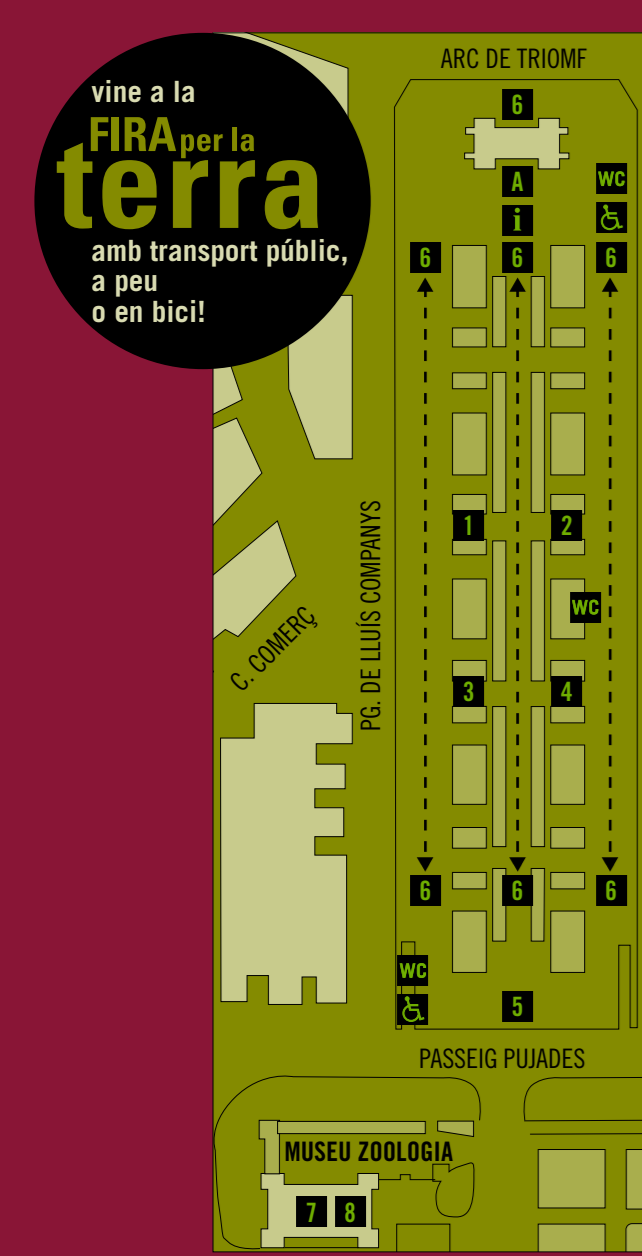 vine a la
FIRA per la
terra
amb transport públic,
a peu
o en bici!
ARC DE TRIOMF
6
A
WC
i
6 6 6
1 2
PG. DE LLUÍS COMPANYS
WC
C. COMERÇ
3 4
6 6 6
WC
5
PASSEIG PUJADES
MUSEU ZOOLOGIA
7 8